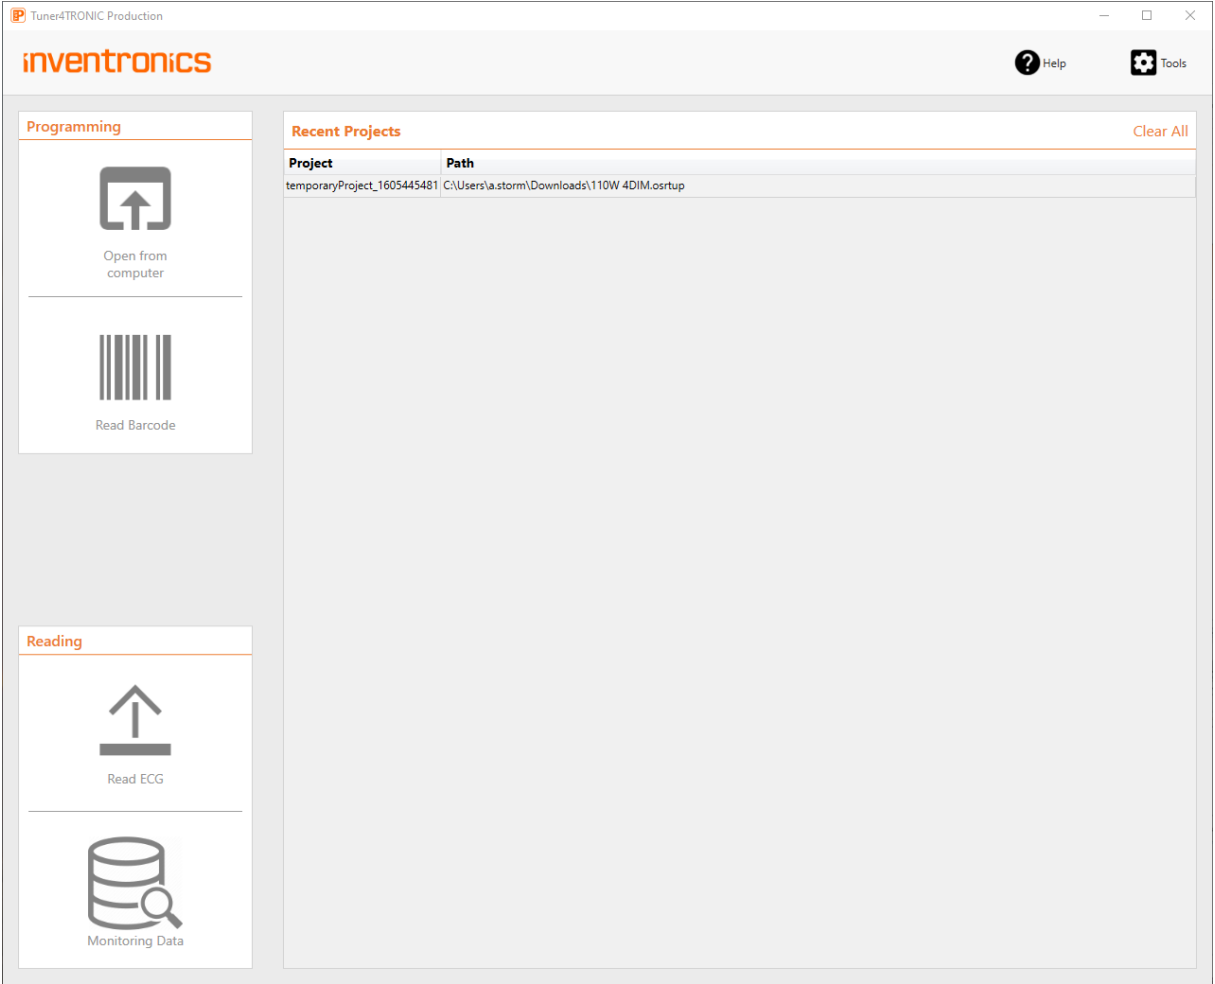 Tuner4TRONIC Production
inventronics
Help
Tools
Programming
Open from
computer
Read Barcode
Reading
Read ECG
Monitoring Data
Recent Projects
Clear All
Project Path
temporaryProject_1605445481 C:\Users\a.storm\Downloads\110W 4DIM.osrtup